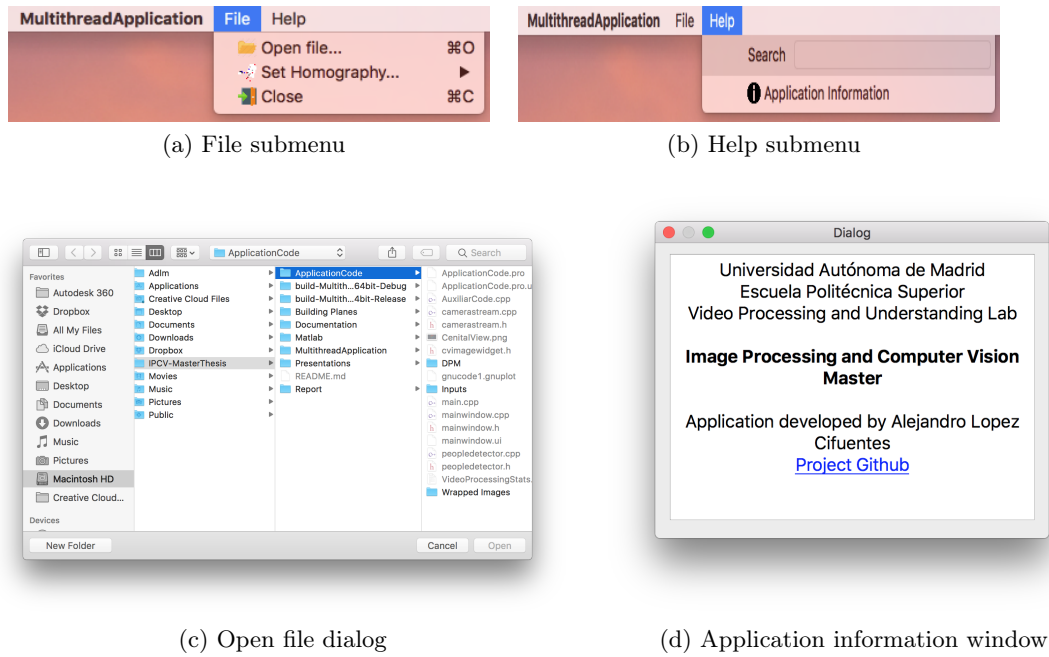 MultithreadApplication File Help
Open file... ⌘O
Set Homography... ▶
Close ⌘C
(a) File submenu
MultithreadApplication File Help
Search
Application Information
(b) Help submenu
ApplicationCode
Search
Favorites
Autodesk 360
Dropbox
All My Files
iCloud Drive
Applications
Desktop
Documents
Downloads
Music
Pictures
Macintosh HD
Creative Cloud...
Devices
Adlm
Applications
Creative Cloud Files
Desktop
Documents
Downloads
Dropbox
IPCV-MasterThesis
Movies
Music
Pictures
Public
ApplicationCode
build-Multith...64bit-Debug
build-Multith...4bit-Release
Building Planes
Documentation
Matlab
MultithreadApplication
Presentations
README.md
Report
ApplicationCode.pro
ApplicationCode.pro.u
AuxiliarCode.cpp
camerastream.cpp
camerastream.h
CenitalView.png
cvimagewidget.h
DPM
gnucode1.gnuplot
Inputs
main.cpp
mainwindow.cpp
mainwindow.h
mainwindow.ui
peopledetector.cpp
peopledetector.h
VideoProcessingStats.
Wrapped Images
New Folder
Cancel
Open
(c) Open file dialog
Dialog
Universidad Autónoma de Madrid
Escuela Politécnica Superior
Video Processing and Understanding Lab
Image Processing and Computer Vision
Master
Application developed by Alejandro Lopez
Cifuentes
Project Github
(d) Application information window